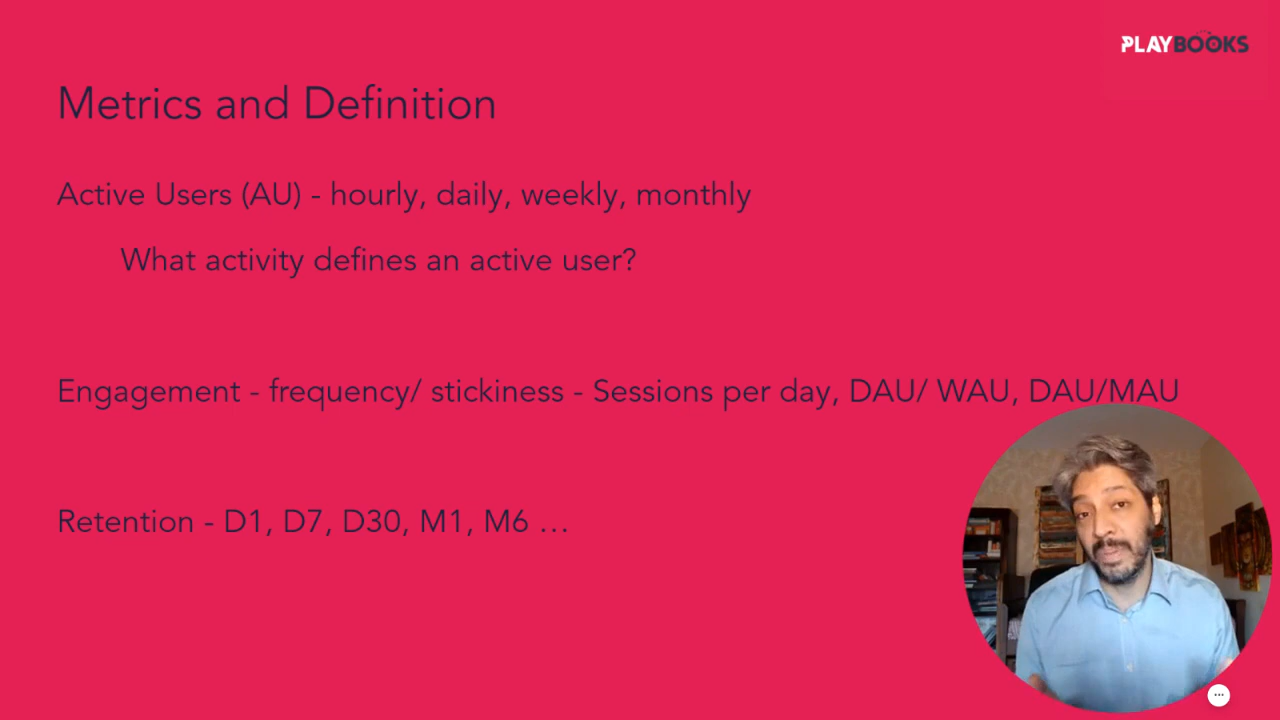 PLAYBOOKS
Metrics and Definition
Active Users (AU) - hourly, daily, weekly, monthly
What activity defines an active user?
Engagement - frequency/ stickiness - Sessions per day, DAU/ WAU, DAU/MAU
Retention - D1, D7, D30, M1, M6 …